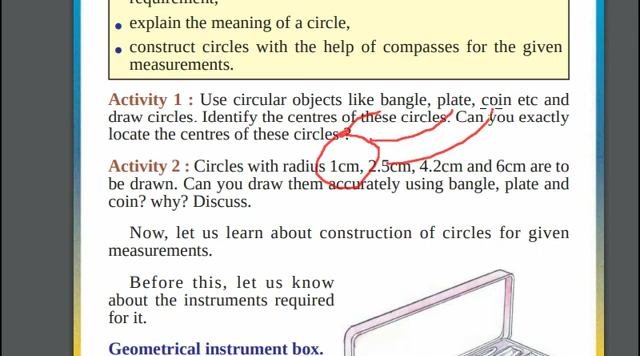 requirement,
• explain the meaning of a circle,
• construct circles with the help of compasses for the given
measurements.
Activity 1 : Use circular objects like bangle, plate, coin etc and
draw circles. Identify the centres of these circles. Can you exactly
locate the centres of these circles ?
Activity 2 : Circles with radius 1cm, 2.5cm, 4.2cm and 6cm are to
be drawn. Can you draw them accurately using bangle, plate and
coin? why? Discuss.
Now, let us learn about construction of circles for given
measurements.
Before this, let us know
about the instruments required
for it.
Geometrical instrument box.